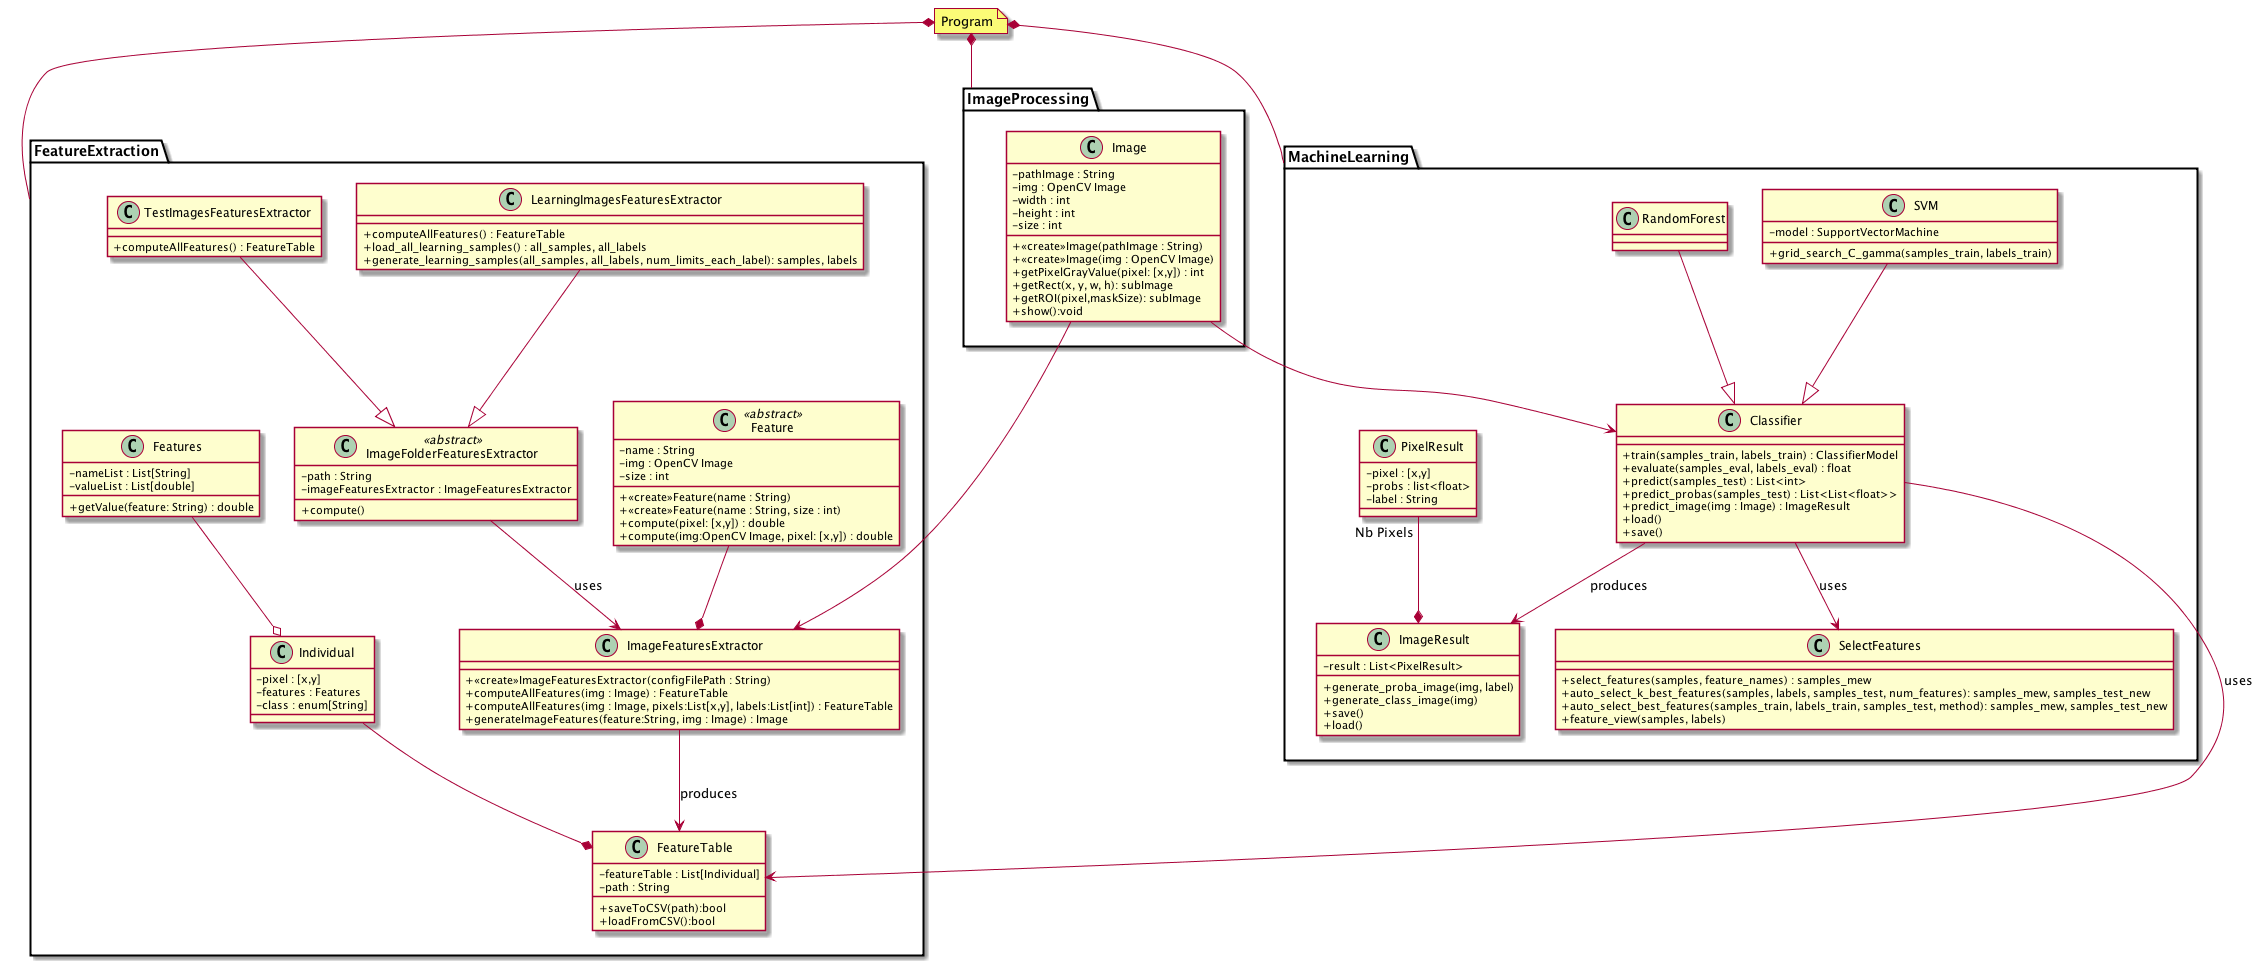 Program
ImageProcessing
C Image
-pathImage : String
-img : OpenCV Image
-width : int
-height : int
-size : int
+«create»Image(pathImage : String)
+«create»Image(img : OpenCV Image)
+getPixelGrayValue(pixel: [x,y]) : int
+getRect(x, y, w, h): subImage
+getROI(pixel,maskSize): subImage
+show():void
FeatureExtraction
C TestImagesFeaturesExtractor
+computeAllFeatures() : FeatureTable
C LearningImagesFeaturesExtractor
+computeAllFeatures() : FeatureTable
+load_all_learning_samples() : all_samples, all_labels
+generate_learning_samples(all_samples, all_labels, num_limits_each_label): samples, labels
C Features
-nameList : List[String]
-valueList : List[double]
+getValue(feature: String) : double
C «abstract»
ImageFolderFeaturesExtractor
-path : String
-imageFeaturesExtractor : ImageFeaturesExtractor
+compute()
C «abstract»
Feature
-name : String
-img : OpenCV Image
-size : int
+«create»Feature(name : String)
+«create»Feature(name : String, size : int)
+compute(pixel: [x,y]) : double
+compute(img:OpenCV Image, pixel: [x,y]) : double
uses
C Individual
-pixel : [x,y]
-features : Features
-class : enum[String]
C ImageFeaturesExtractor
+«create»ImageFeaturesExtractor(configFilePath : String)
+computeAllFeatures(img : Image) : FeatureTable
+computeAllFeatures(img : Image, pixels:List[x,y], labels:List[int]) : FeatureTable
+generateImageFeatures(feature:String, img : Image) : Image
produces
C FeatureTable
-featureTable : List[Individual]
-path : String
+saveToCSV(path):bool
+loadFromCSV():bool
MachineLearning
C RandomForest
C SVM
-model : SupportVectorMachine
+grid_search_C_gamma(samples_train, labels_train)
C PixelResult
-pixel : [x,y]
-probs : list<float>
-label : String
Nb Pixels
C Classifier
+train(samples_train, labels_train) : ClassifierModel
+evaluate(samples_eval, labels_eval) : float
+predict(samples_test) : List<int>
+predict_probas(samples_test) : List<List<float>>
+predict_image(img : Image) : ImageResult
+load()
+save()
produces
uses
C ImageResult
-result : List<PixelResult>
+generate_proba_image(img, label)
+generate_class_image(img)
+save()
+load()
C SelectFeatures
+select_features(samples, feature_names) : samples_mew
+auto_select_k_best_features(samples, labels, samples_test, num_features): samples_mew, samples_test_new
+auto_select_best_features(samples_train, labels_train, samples_test, method): samples_mew, samples_test_new
+feature_view(samples, labels)
uses